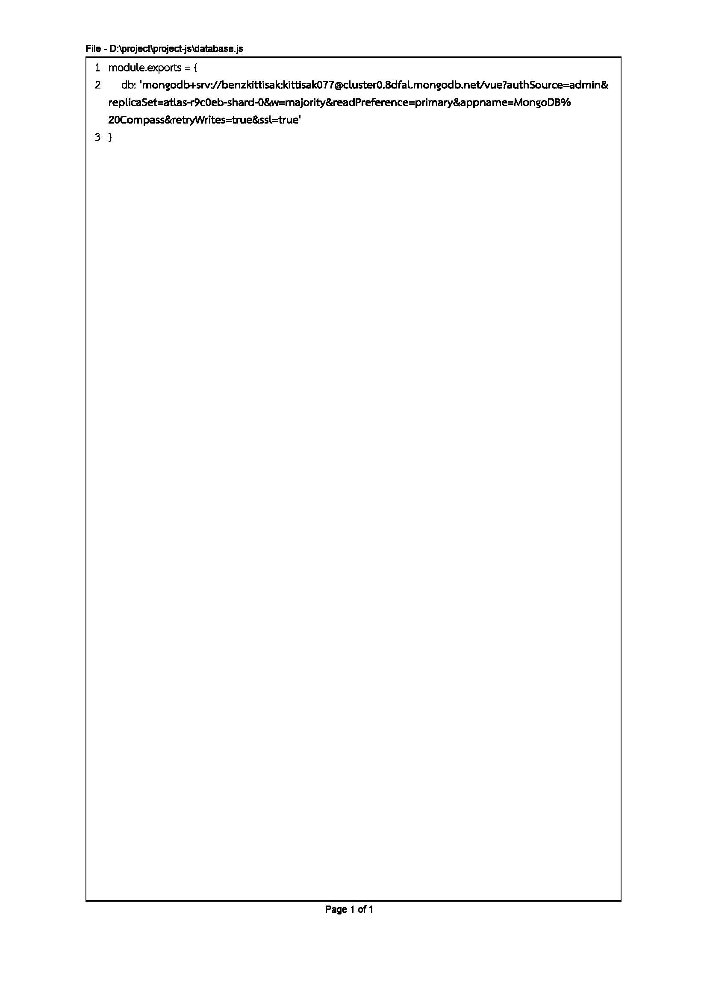 File - D:\project\project-js\database.js
1 module.exports = {
2 db: 'mongodb+srv://benzkittisak:kittisak077@cluster0.8dfal.mongodb.net/vue?authSource=admin&
replicaSet=atlas-r9c0eb-shard-0&w=majority&readPreference=primary&appname=MongoDB%
20Compass&retryWrites=true&ssl=true'
3 }
Page 1 of 1